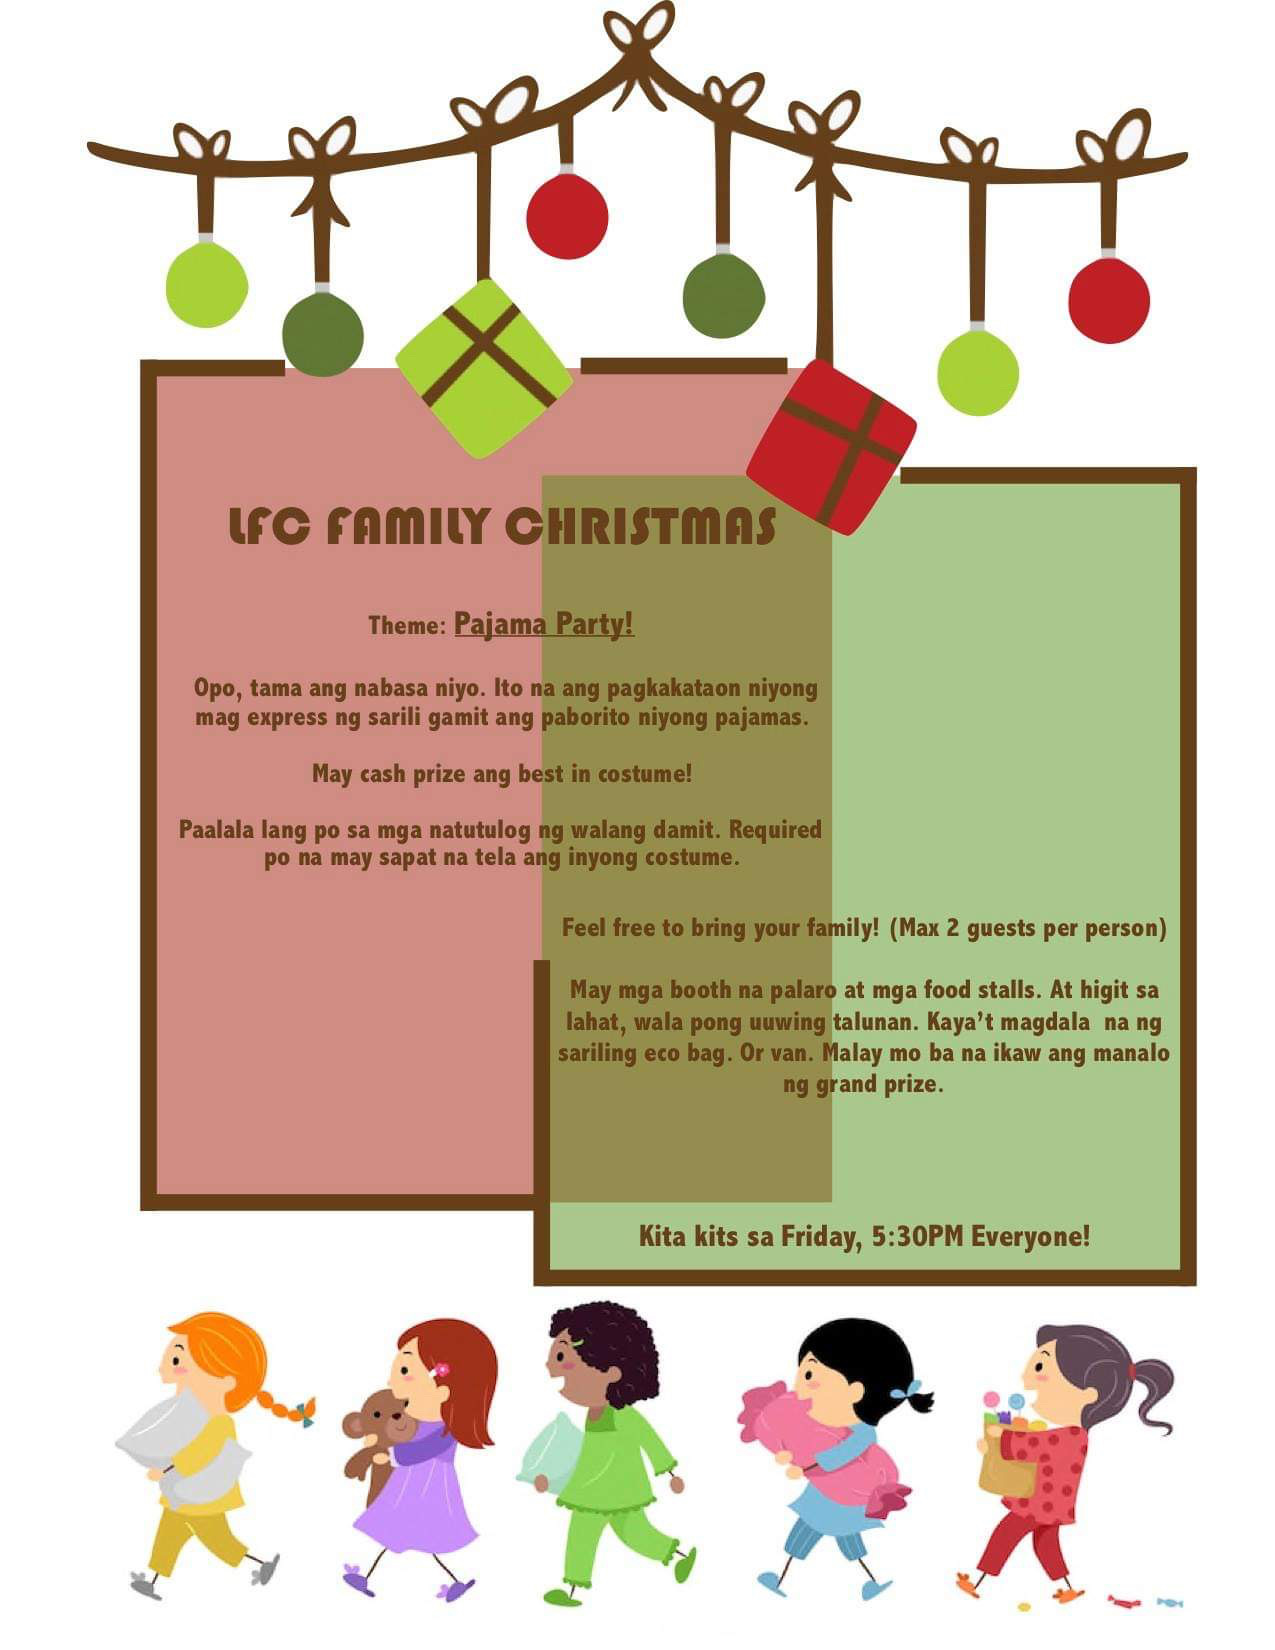 LFC FAMILY CHRISTMAS
Theme: Pajama Party!
Opo, tama ang nabasa niyo. Ito na ang pagkakataon niyong
mag express ng sarili gamit ang paborito niyong pajamas.
May cash prize ang best in costume!
Paalala lang po sa mga natutulog ng walang damit. Required
po na may sapat na tela ang inyong costume.
Feel free to bring your family! (Max 2 guests per person)
May mga booth na palaro at mga food stalls. At higit sa
lahat, wala pong uuwing talunan. Kaya’t magdala  na ng
sariling eco bag. Or van. Malay mo ba na ikaw ang manalo
ng grand prize.
Kita kits sa Friday, 5:30PM Everyone!